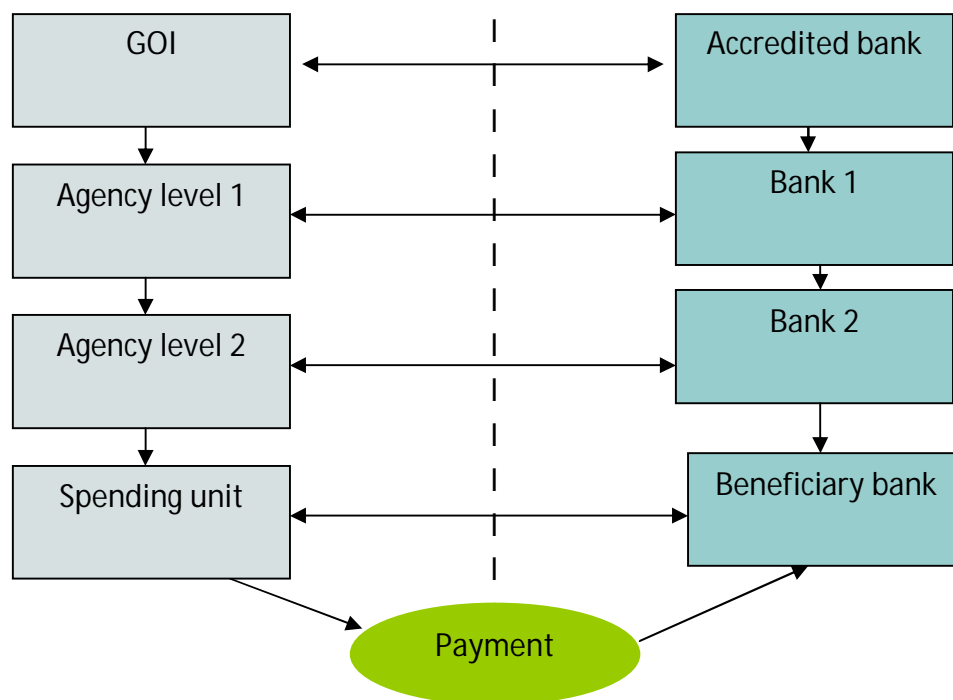 GOI
Accredited bank
Agency level 1
Bank 1
Agency level 2
Bank 2
Spending unit
Beneficiary bank
Payment